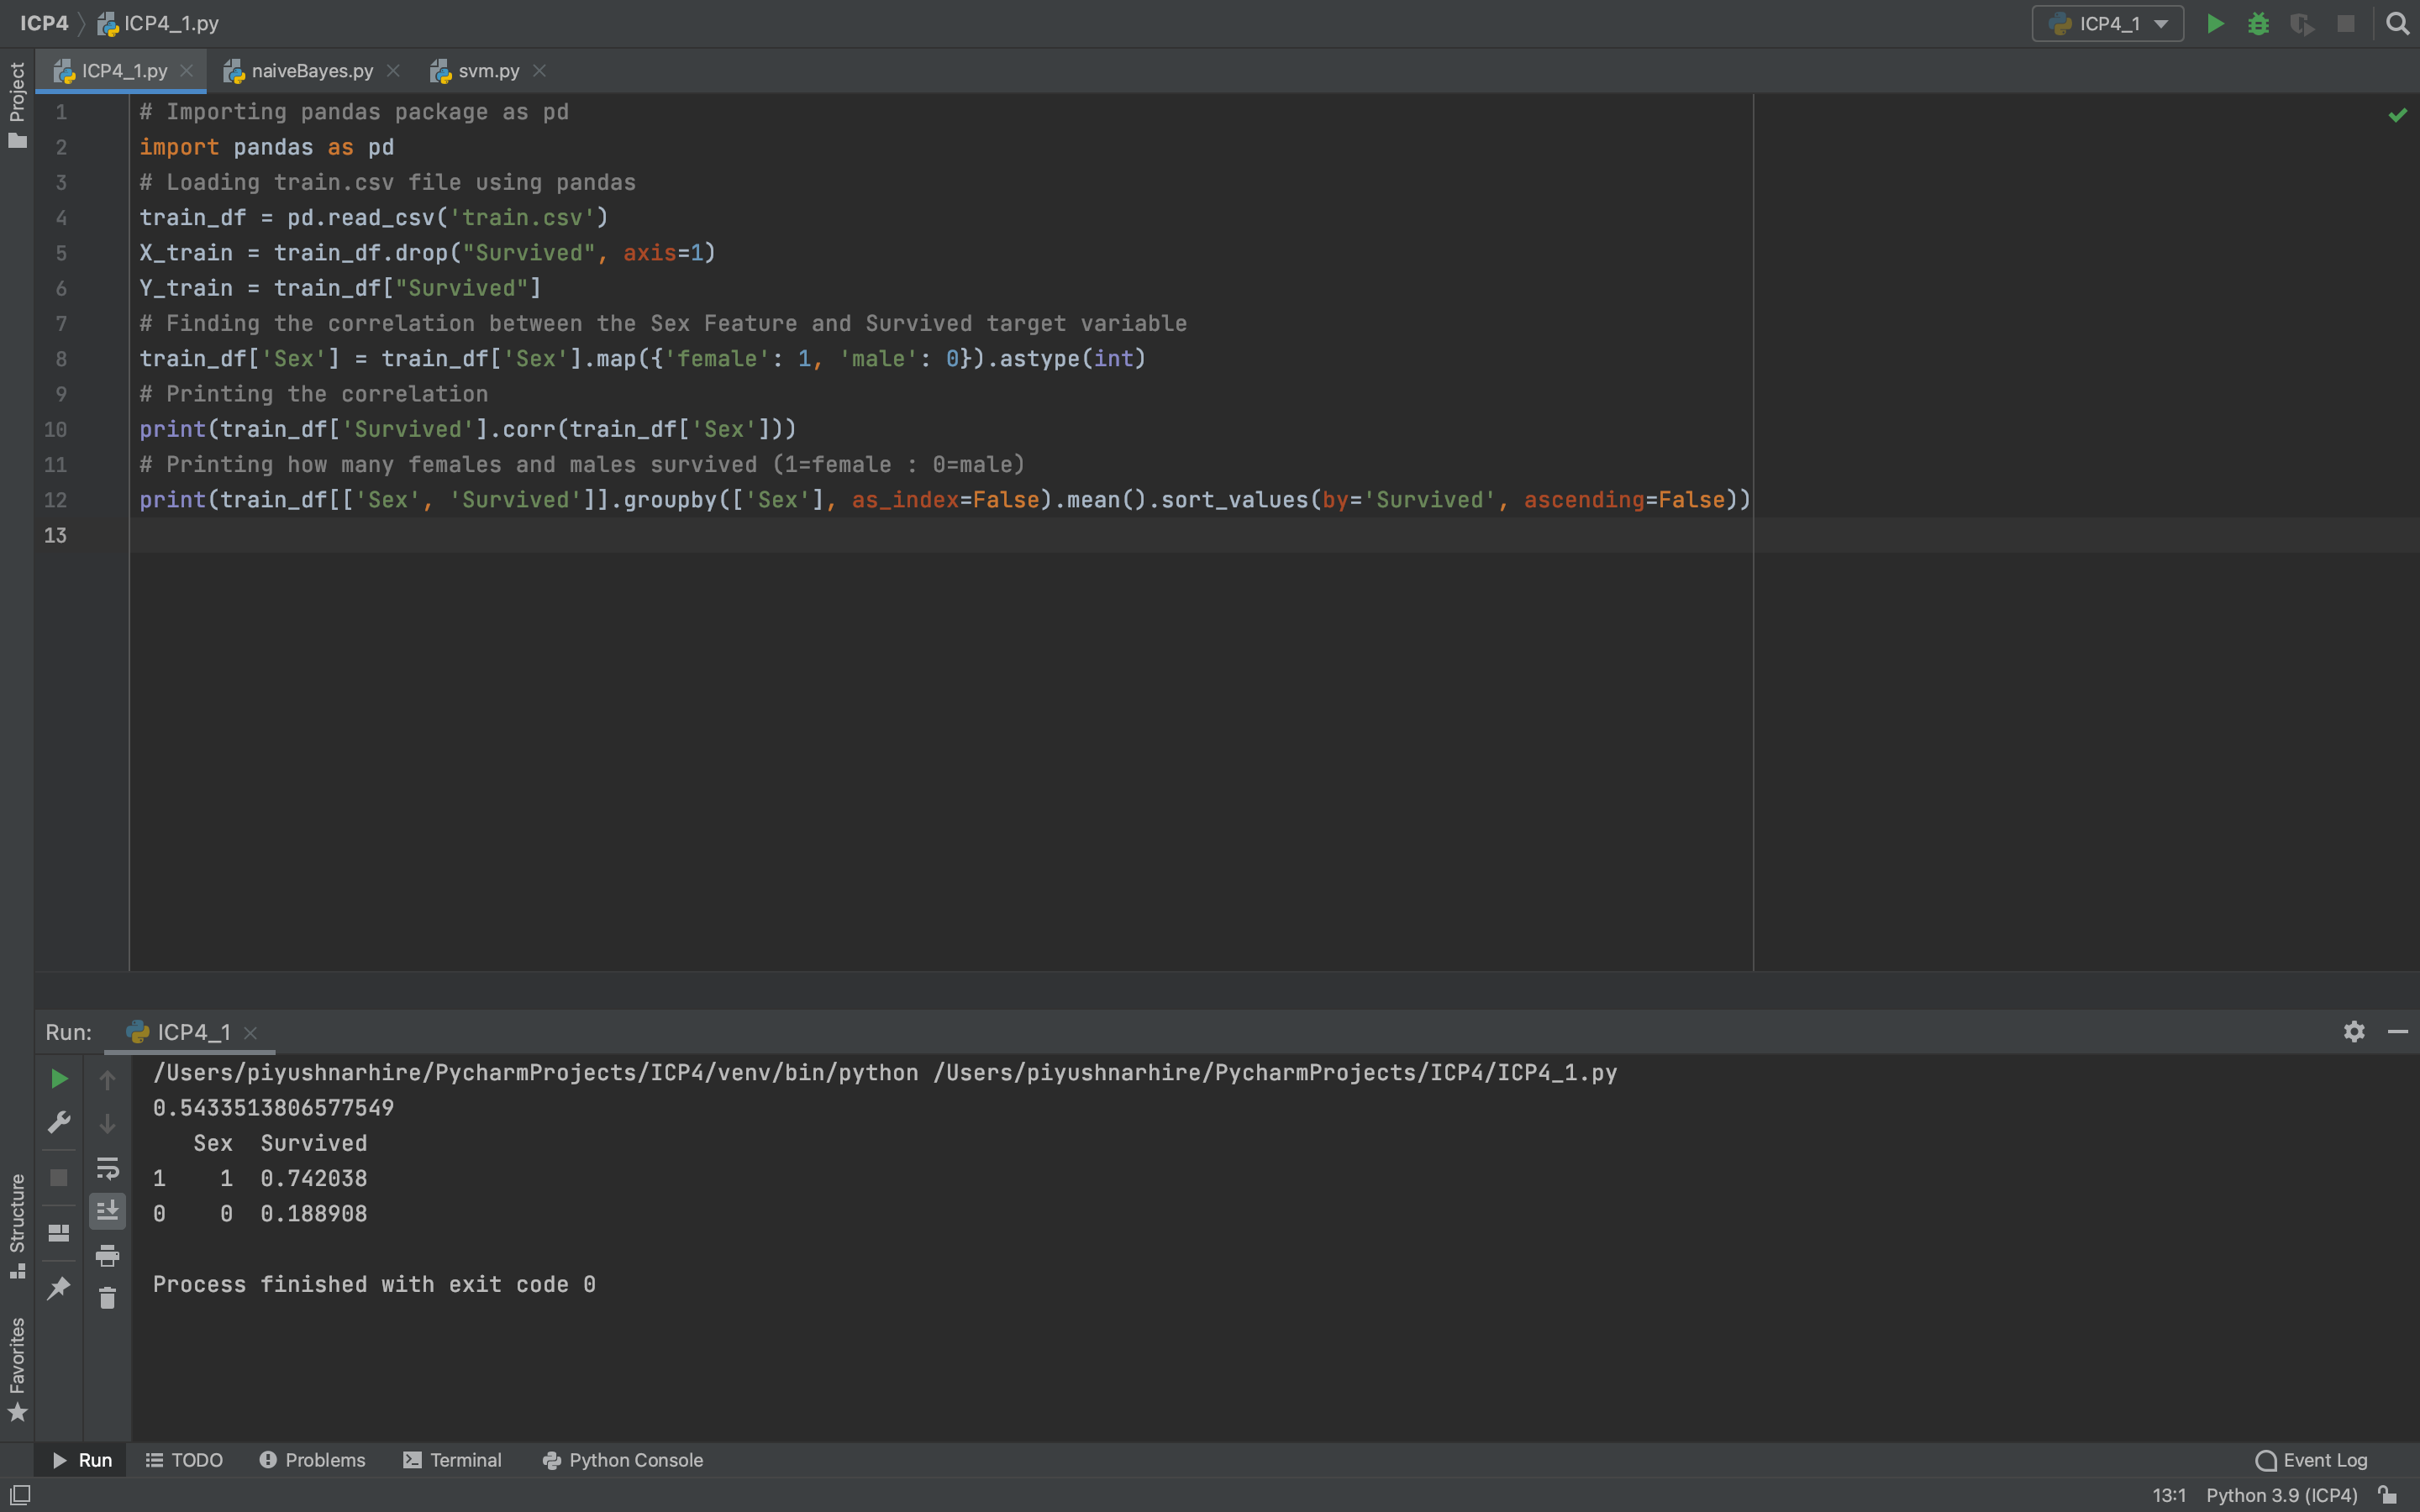 ICP4 ICP4_1.py ICP4_1
Project
ICP4_1.py naiveBayes.py svm.py
1 # Importing pandas package as pd
2 import pandas as pd
3 # Loading train.csv file using pandas
4 train_df = pd.read_csv('train.csv')
5 X_train = train_df.drop("Survived", axis=1)
6 Y_train = train_df["Survived"]
7 # Finding the correlation between the Sex Feature and Survived target variable
8 train_df['Sex'] = train_df['Sex'].map({'female': 1, 'male': 0}).astype(int)
9 # Printing the correlation
10 print(train_df['Survived'].corr(train_df['Sex']))
11 # Printing how many females and males survived (1=female : 0=male)
12 print(train_df[['Sex', 'Survived']].groupby(['Sex'], as_index=False).mean().sort_values(by='Survived', ascending=False))
13
Run: ICP4_1
/Users/piyushnarhire/PycharmProjects/ICP4/venv/bin/python /Users/piyushnarhire/PycharmProjects/ICP4/ICP4_1.py
0.5433513806577549
   Sex  Survived
1    1  0.742038
0    0  0.188908
Process finished with exit code 0
Structure
Favorites
Run TODO Problems Terminal Python Console Event Log
13:1 Python 3.9 (ICP4)